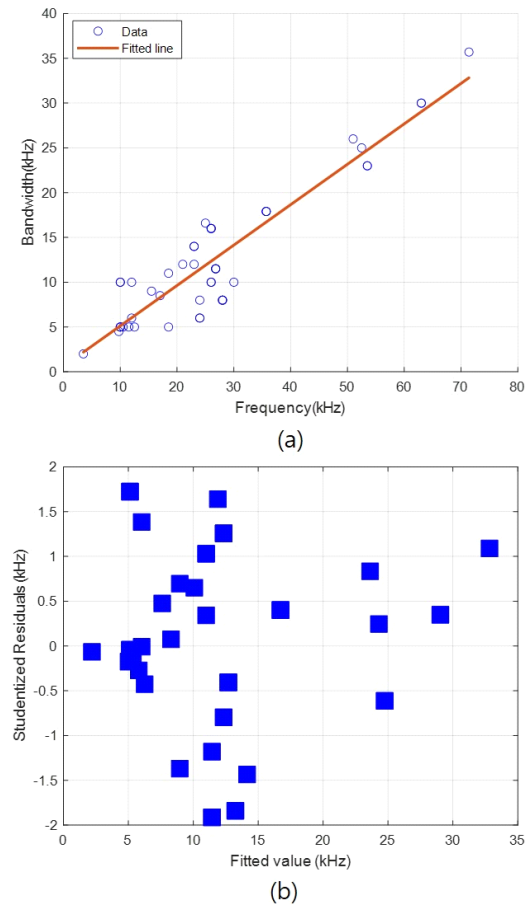 Data
Fitted line
40
35
30
25
20
15
10
5
0
Bandwidth(kHz)
0 10 20 30 40 50 60 70 80
Frequency(kHz)
(a)
2
1.5
1
0.5
0
-0.5
-1
-1.5
-2
Studentized Residuals (kHz)
0 5 10 15 20 25 30 35
Fitted value (kHz)
(b)